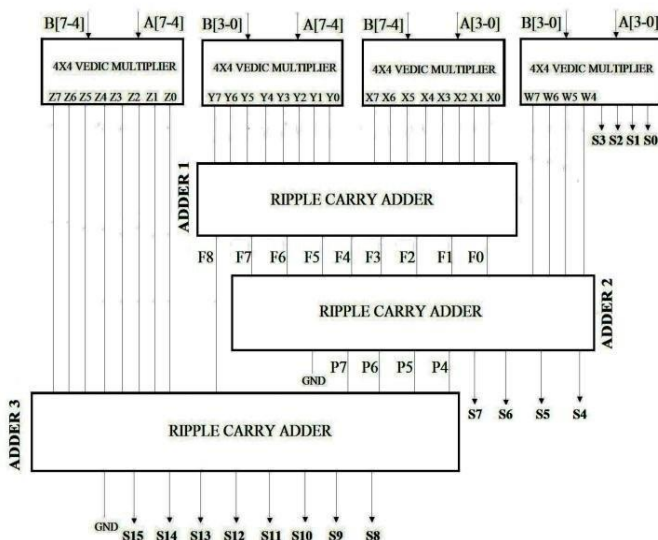 B[7-4] A[7-4] B[3-0] A[7-4] B[7-4] A[3-0] B[3-0] A[3-0]
4X4 VEDIC MULTIPLIER 4X4 VEDIC MULTIPLIER 4X4 VEDIC MULTIPLIER 4X4 VEDIC MULTIPLIER
Z7 Z6 Z5 Z4 Z3 Z2 Z1 Z0 Y7 Y6 Y5 Y4 Y3 Y2 Y1 Y0 X7 X6 X5 X4 X3 X2 X1 X0 W7 W6 W5 W4
S3 S2 S1 S0
ADDER 1
RIPPLE CARRY ADDER
F8 F7 F6 F5 F4 F3 F2 F1 F0
RIPPLE CARRY ADDER
ADDER 2
GND P7 P6 P5 P4
S7 S6 S5 S4
ADDER 3
RIPPLE CARRY ADDER
GND S15 S14 S13 S12 S11 S10 S9 S8